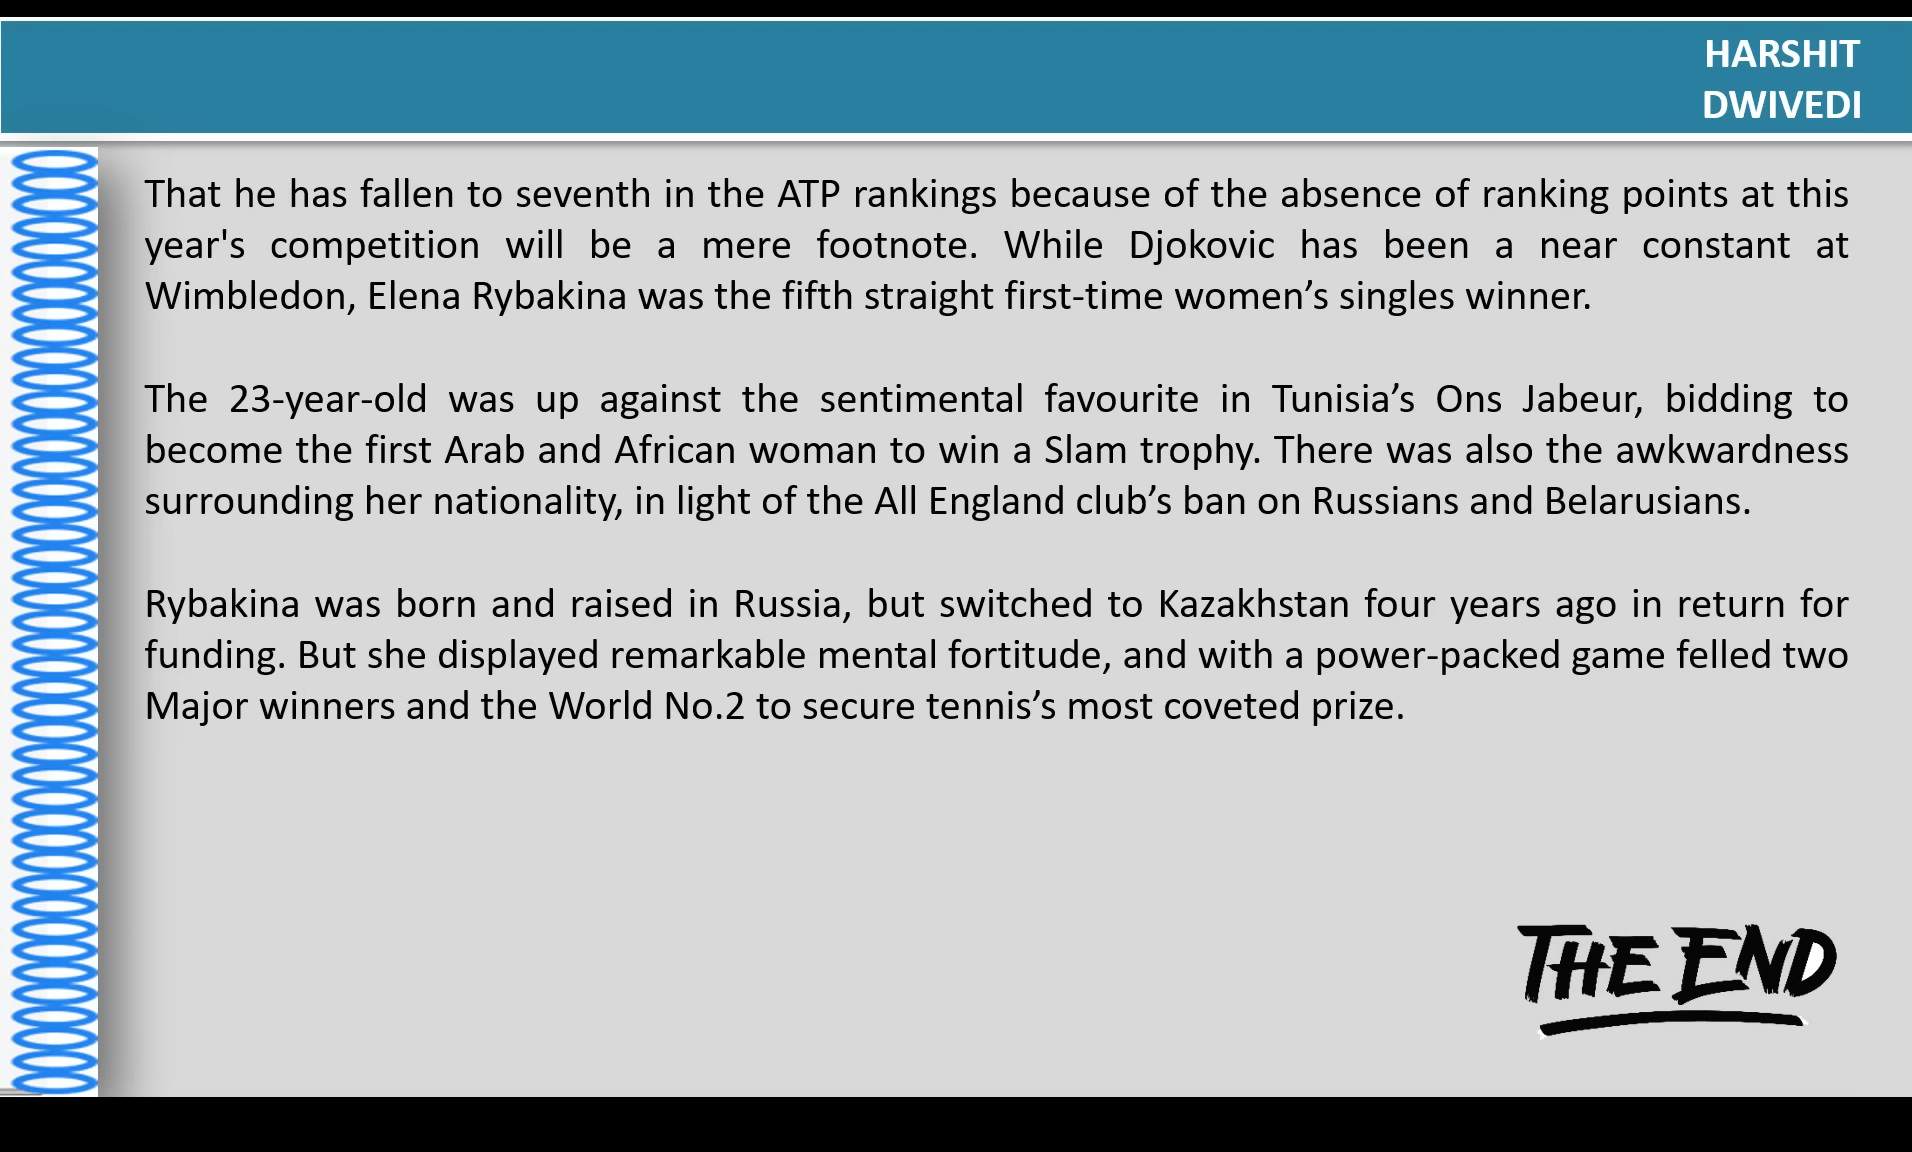 HARSHIT
DWIVEDI
That he has fallen to seventh in the ATP rankings because of the absence of ranking points at this
year's competition will be a mere footnote. While Djokovic has been a near constant at
Wimbledon, Elena Rybakina was the fifth straight first-time women’s singles winner.
The 23-year-old was up against the sentimental favourite in Tunisia’s Ons Jabeur, bidding to
become the first Arab and African woman to win a Slam trophy. There was also the awkwardness
surrounding her nationality, in light of the All England club’s ban on Russians and Belarusians.
Rybakina was born and raised in Russia, but switched to Kazakhstan four years ago in return for
funding. But she displayed remarkable mental fortitude, and with a power-packed game felled two
Major winners and the World No.2 to secure tennis’s most coveted prize.
THE END